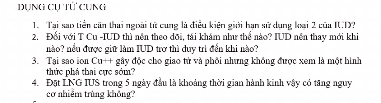 DỤNG CỤ TỬ CUNG
1. Tại sao tiền căn thai ngoài tử cung là điều kiện giới hạn sử dụng loại 2 của IUD?
2. Đối với T Cu -IUD thì nên theo dõi, tái khám như thế nào? IUD nên thay mới khi
nào? nếu được giữ làm IUD trơ thì duy trì đến khi nào?
3. Tại sao ion Cu++ gây độc cho giao tử và phôi nhưng không được xem là một hình
thức phá thai cực sớm?
4. Đặt LNG IUS trong 5 ngày đầu là khoảng thời gian hành kinh vậy có tăng nguy
cơ nhiễm trùng không?